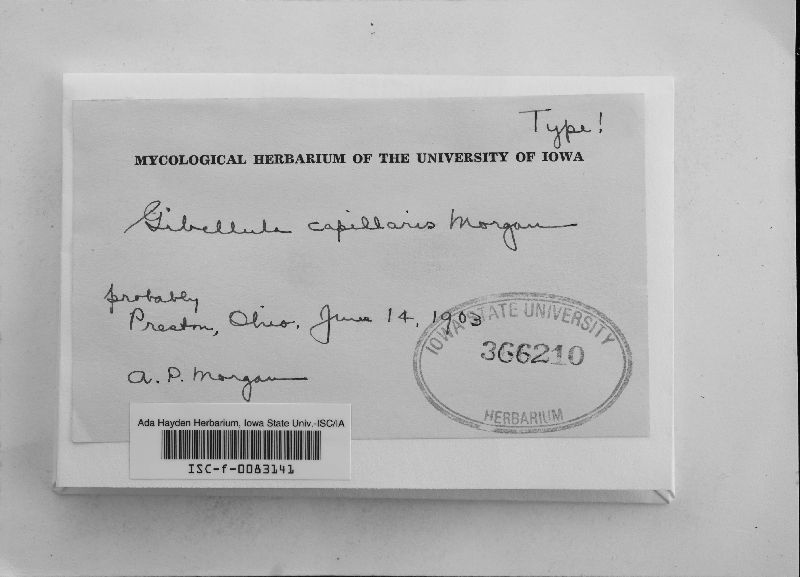 Type!
MYCOLOGICAL HERBARIUM OF THE UNIVERSITY OF IOWA
Gibellula capillaris Morgan
probably
Preston, Ohio, June 14, 1903
A. P. Morgan
IOWA STATE UNIVERSITY
366210
HERBARIUM
Ada Hayden Herbarium, Iowa State Univ.-ISC/IA
ISC-f-0083141